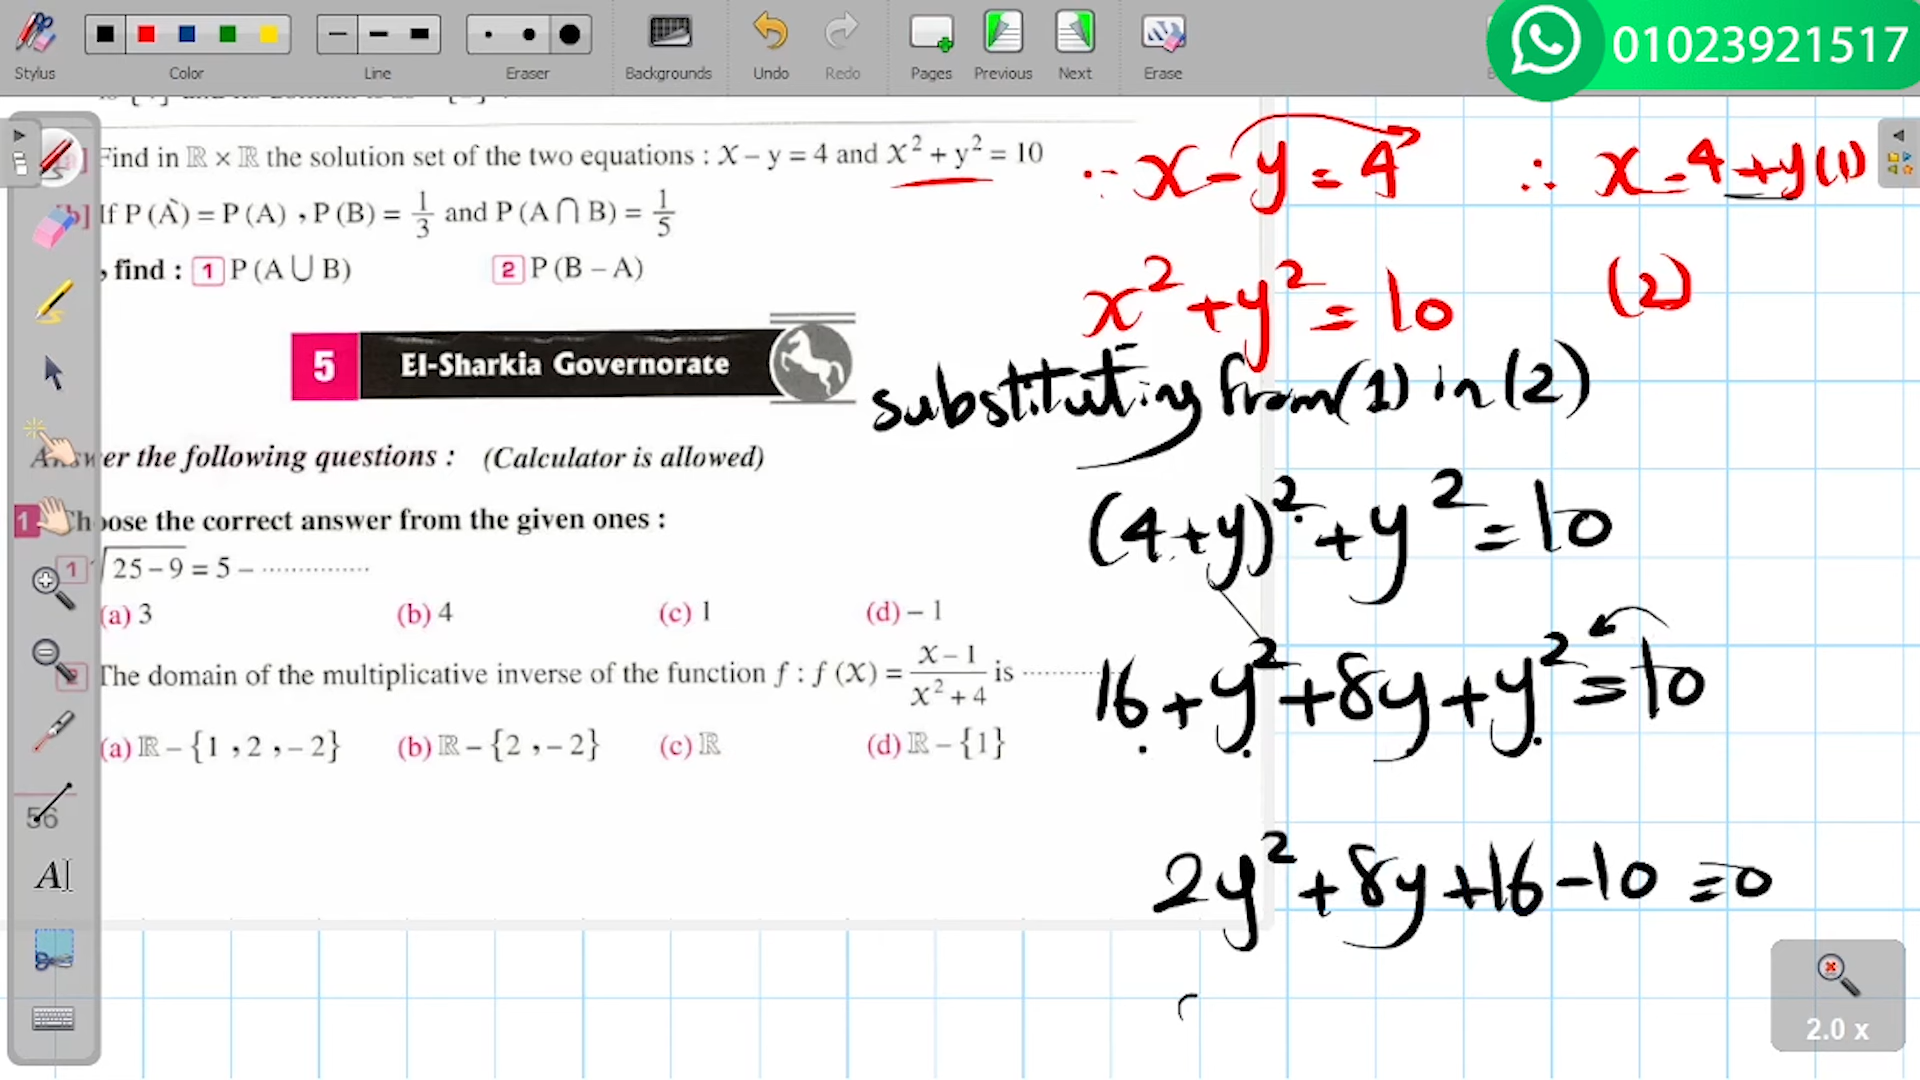 Stylus
Color
Line
Eraser
Backgrounds
Undo
Redo
Pages
Previous
Next
Erase
01023921517
Find in ℝ × ℝ the solution set of the two equations : X – y = 4 and X² + y² = 10
[b] If P (À) = P (A) , P (B) = 1/3 and P (A ∩ B) = 1/5
, find : 1 P (A ∪ B) 2 P (B – A)
5 El-Sharkia Governorate
Answer the following questions : (Calculator is allowed)
1 Choose the correct answer from the given ones :
1 √25 – 9 = 5 – ...............
(a) 3 (b) 4 (c) 1 (d) – 1
The domain of the multiplicative inverse of the function f : f (X) = X – 1 / X² + 4 is ..........
(a) ℝ – {1 , 2 , – 2} (b) ℝ – {2 , – 2} (c) ℝ (d) ℝ – {1}
56
A
∵ x - y = 4 ∴ x = 4 + y (1)
x² + y² = 10 (2)
substituting from (1) in (2)
(4+y)² + y² = 10
16 + y² + 8y + y² = 10
2y² + 8y + 16 - 10 = 0
2.0 x